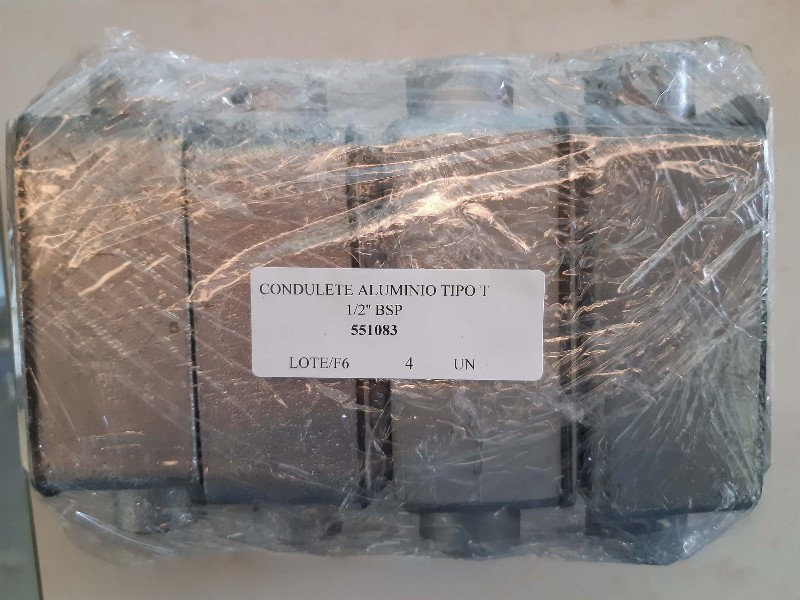 CONDULETE ALUMINIO TIPO T
1/2" BSP
551083
LOTE/F6 4 UN